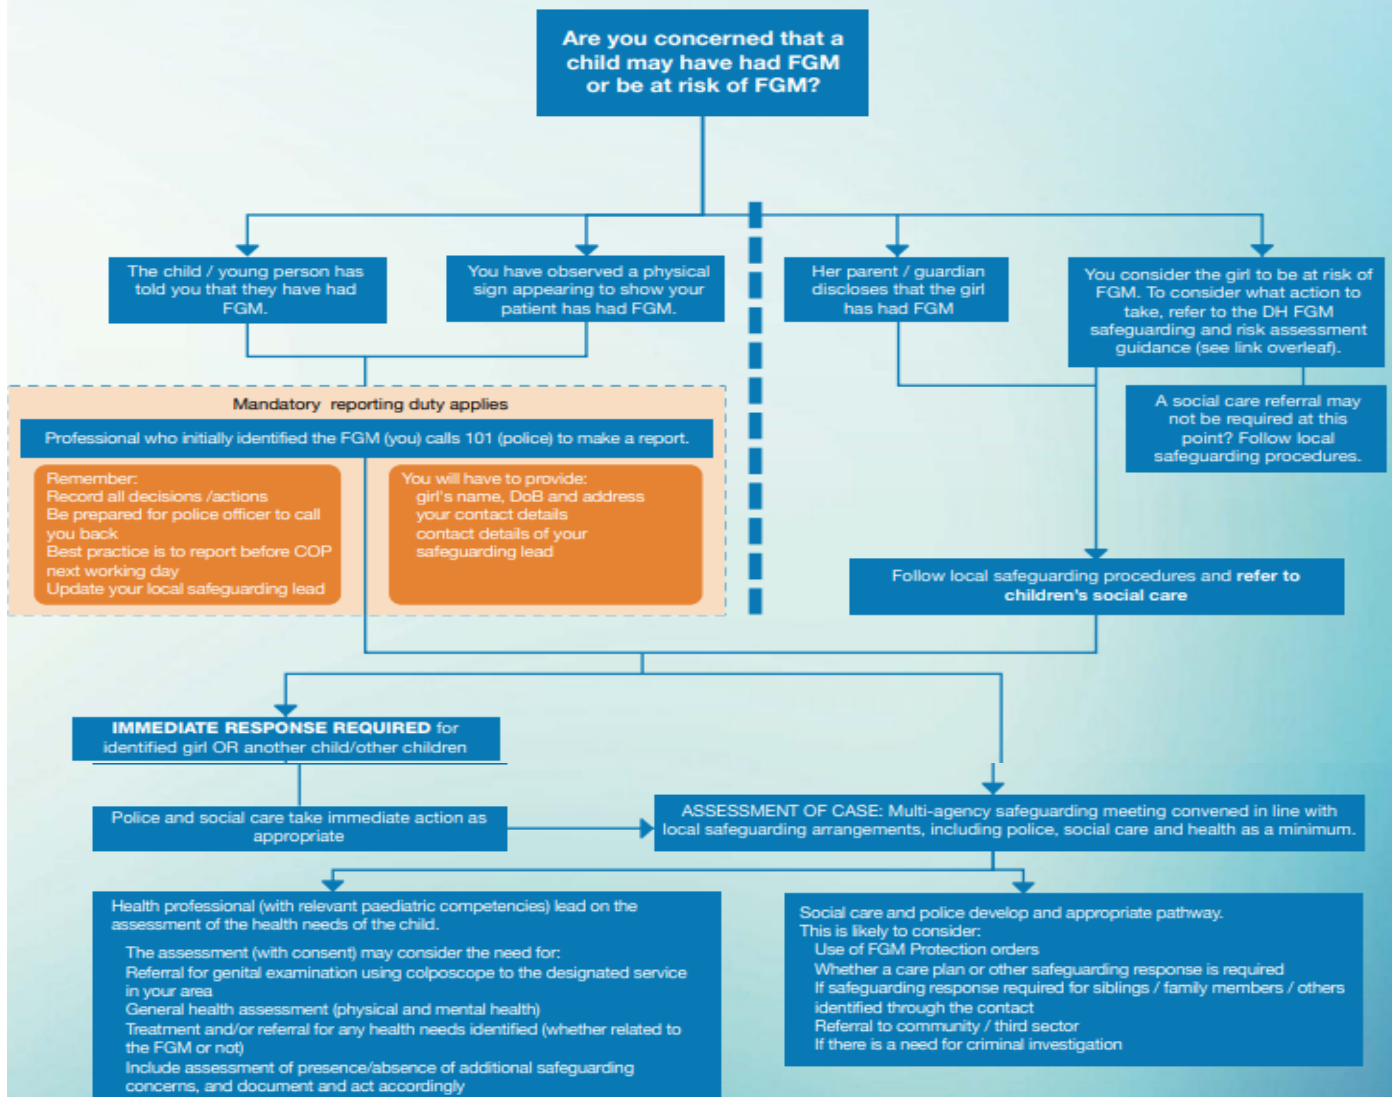 Are you concerned that a
child may have had FGM
or be at risk of FGM?
The child / young person has
told you that they have had
FGM.
You have observed a physical
sign appearing to show your
patient has had FGM.
Her parent / guardian
discloses that the girl
has had FGM
You consider the girl to be at risk of
FGM. To consider what action to
take, refer to the DH FGM
safeguarding and risk assessment
guidance (see link overleaf).
A social care referral may
not be required at this
point? Follow local
safeguarding procedures.
Mandatory reporting duty applies
Professional who initially identified the FGM (you) calls 101 (police) to make a report.
Remember:
Record all decisions /actions
Be prepared for police officer to call
you back
Best practice is to report before COP
next working day
Update your local safeguarding lead
You will have to provide:
girl's name, DoB and address
your contact details
contact details of your
safeguarding lead
Follow local safeguarding procedures and refer to
children's social care
IMMEDIATE RESPONSE REQUIRED for
identified girl OR another child/other children
Police and social care take immediate action as
appropriate
ASSESSMENT OF CASE: Multi-agency safeguarding meeting convened in line with
local safeguarding arrangements, including police, social care and health as a minimum.
Health professional (with relevant paediatric competencies) lead on the
assessment of the health needs of the child.
The assessment (with consent) may consider the need for:
Referral for genital examination using colposcope to the designated service
in your area
General health assessment (physical and mental health)
Treatment and/or referral for any health needs identified (whether related to
the FGM or not)
Include assessment of presence/absence of additional safeguarding
concerns, and document and act accordingly
Social care and police develop and appropriate pathway.
This is likely to consider:
Use of FGM Protection orders
Whether a care plan or other safeguarding response is required
If safeguarding response required for siblings / family members / others
identified through the contact
Referral to community / third sector
If there is a need for criminal investigation